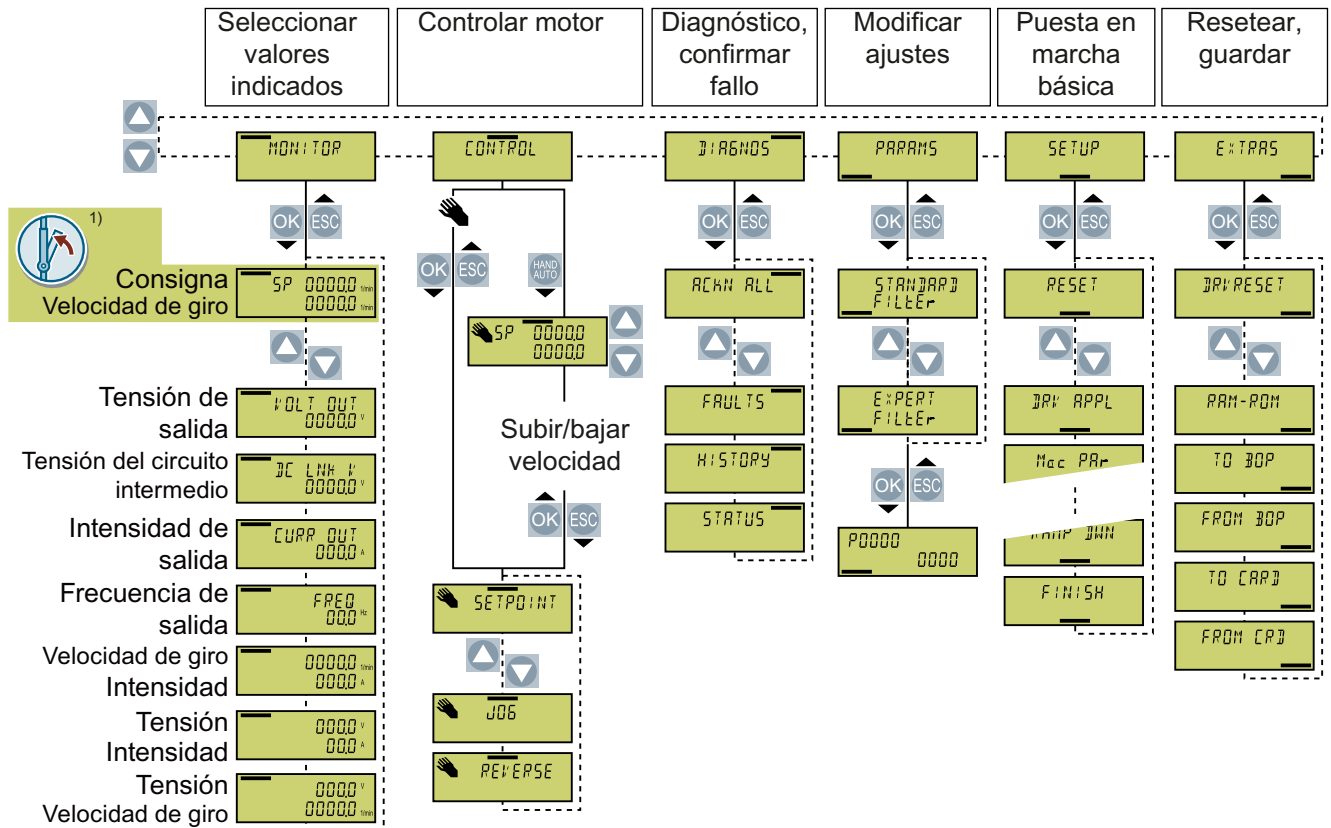 Seleccionar
valores
indicados
Controlar motor
Diagnóstico,
confirmar
fallo
Modificar
ajustes
Puesta en
marcha
básica
Resetear,
guardar
MONITOR
CONTROL
DIAGNOS
PARAMS
SETUP
EXTRAS
OK ESC
OK ESC
HAND
AUTO
OK ESC
OK ESC
OK ESC
OK ESC
1)
Consigna
Velocidad de giro
SP 0000.0 1/min
0000.0 1/min
SP 0000.0
0000.0
Subir/bajar
velocidad
OK ESC
Tensión de
salida
VOLT OUT
0000.0 V
Tensión del circuito
intermedio
DC LNK V
0000.0 V
Intensidad de
salida
CURR OUT
000.0 A
Frecuencia de
salida
FREQ
00.0 Hz
Velocidad de giro
Intensidad
0000.0 1/min
000.0 A
Tensión
Intensidad
000.0 V
00.0 A
Tensión
Velocidad de giro
000.0 V
0000.0 1/min
SETPOINT
JOG
REVERSE
ACKN ALL
FAULTS
HISTORY
STATUS
STANDARD
FILtEr
EXPERT
FILtEr
OK ESC
P0000
0000
RESET
DRV APPL
Mac PAr
RAMP DWN
FINISH
DRVRESET
RAM-ROM
TO BOP
FROM BOP
TO CARD
FROM CRD